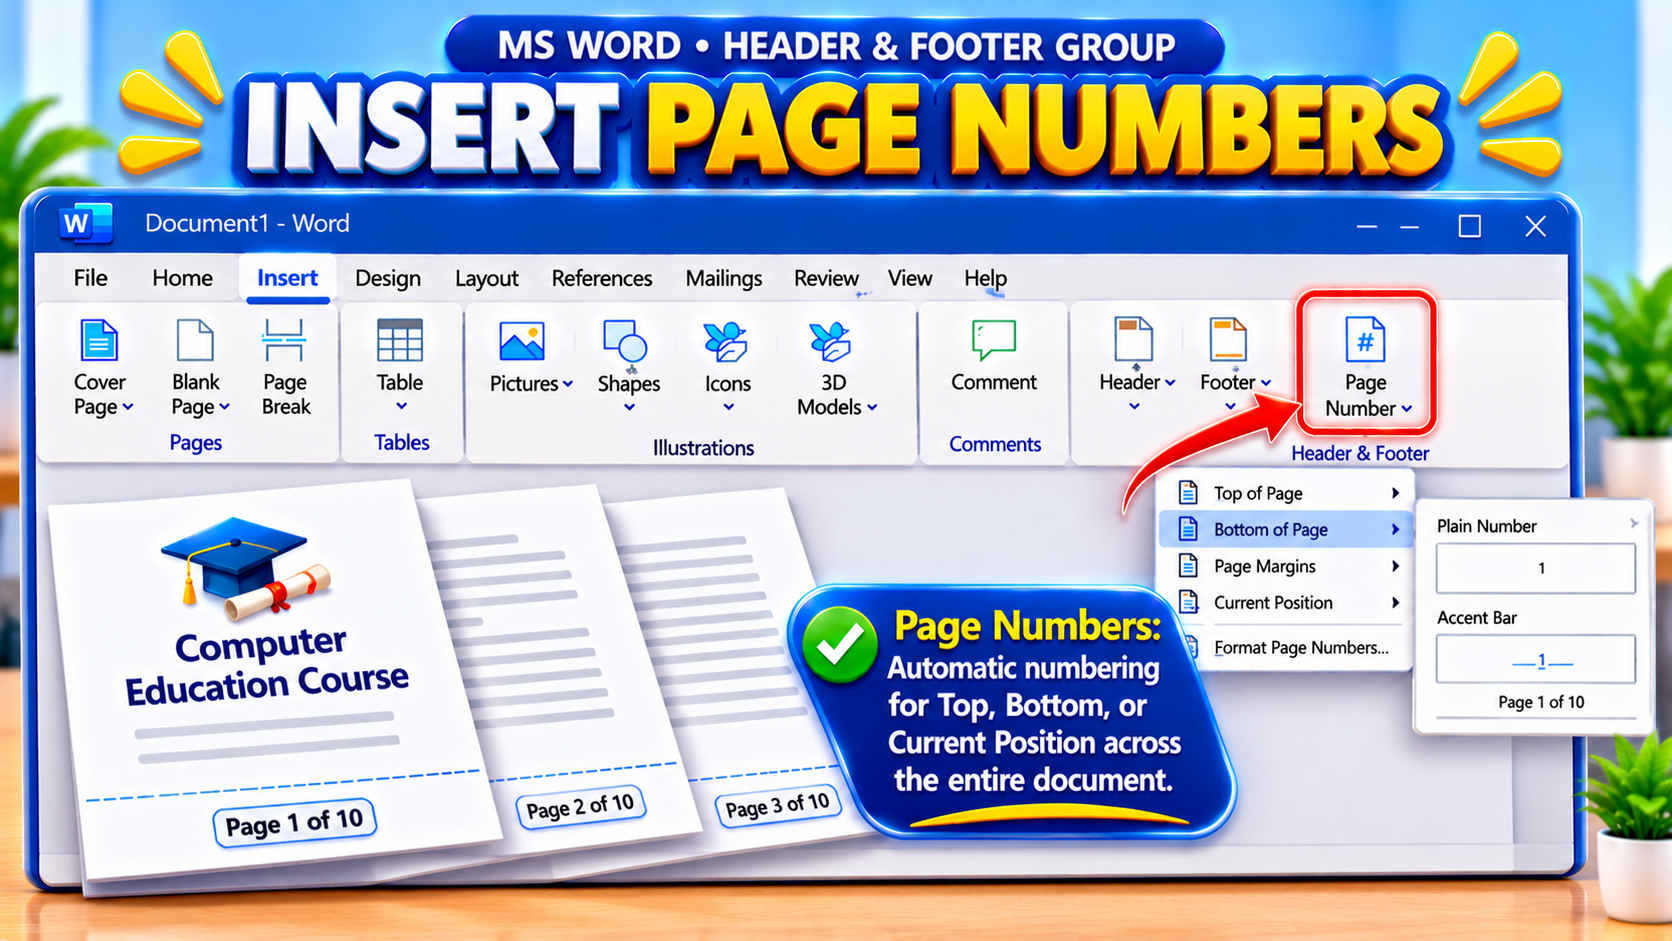 MS WORD • HEADER & FOOTER GROUP
INSERT PAGE NUMBERS
W
Document1 - Word
File Home Insert Design Layout References Mailings Review View Help
Cover
Page
Blank
Page
Page
Break
Pages
Table
Tables
Pictures
Shapes
Icons
3D
Models
Illustrations
Comment
Comments
Header
Footer
#
Page
Number
Header & Footer
Top of Page
Bottom of Page
Page Margins
Current Position
Format Page Numbers...
Plain Number
1
Accent Bar
1
Page 1 of 10
Computer
Education Course
Page 1 of 10
Page 2 of 10
Page 3 of 10
Page Numbers:
Automatic numbering
for Top, Bottom, or
Current Position across
the entire document.